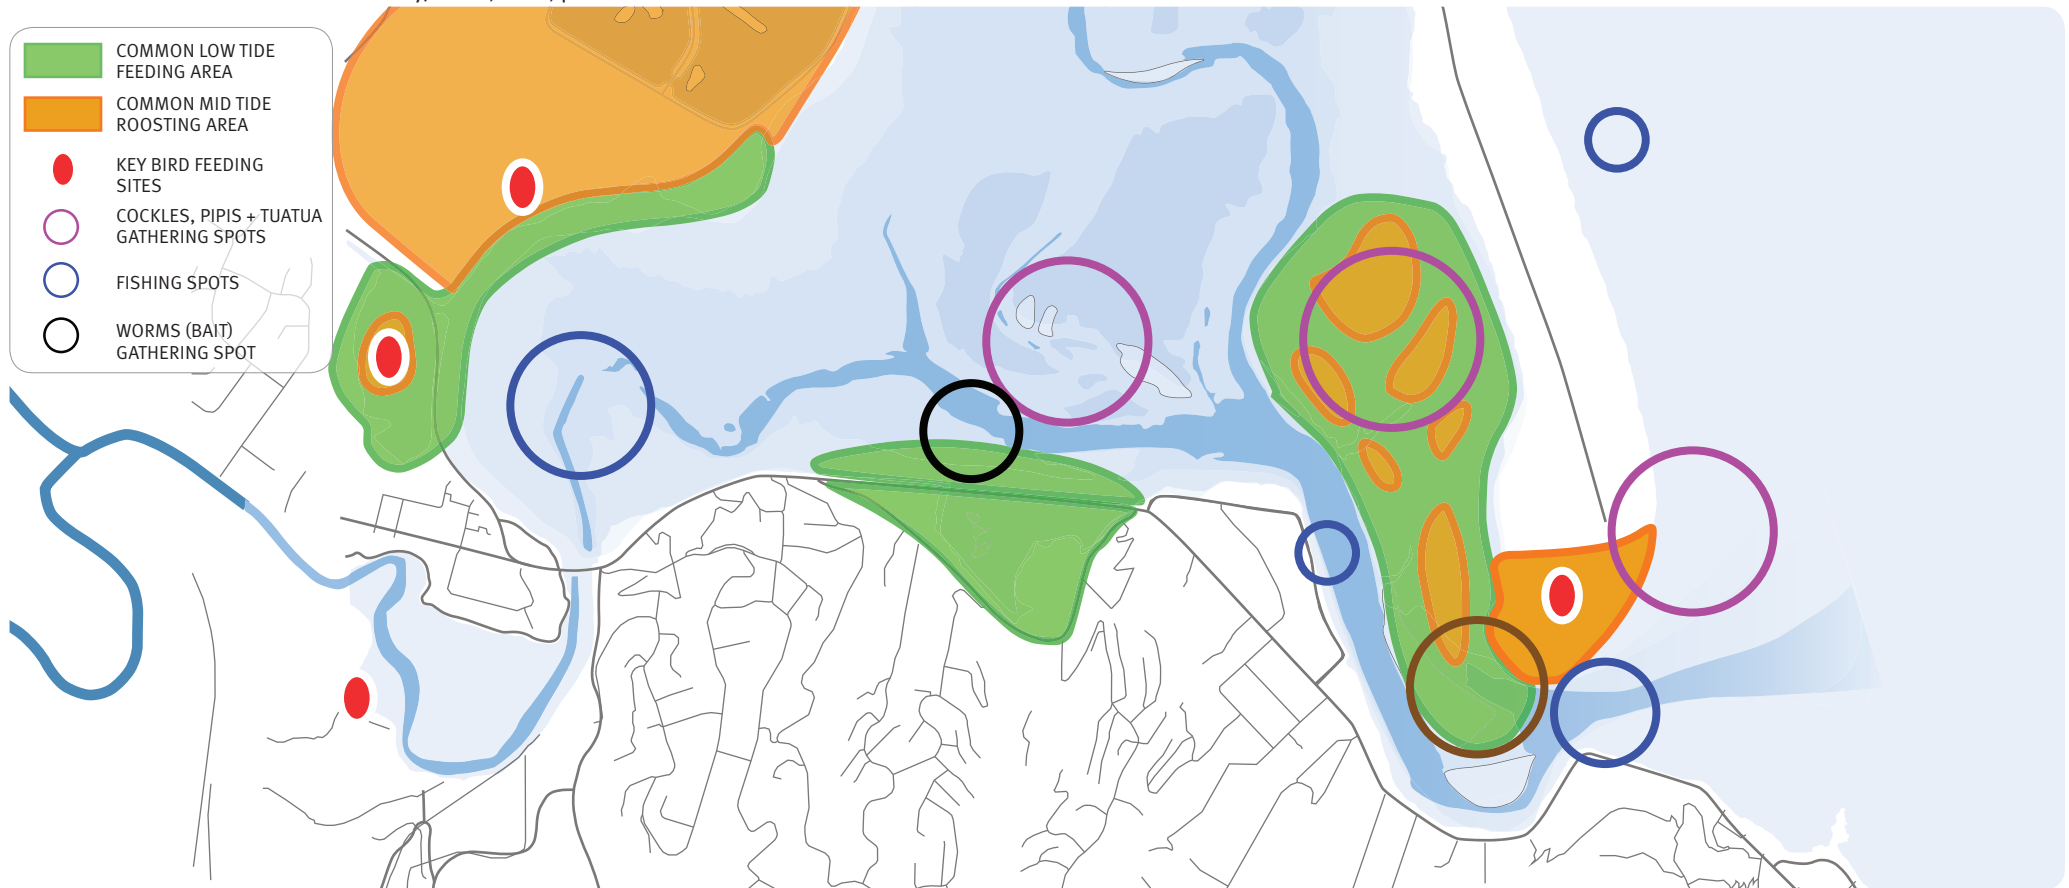 COMMON LOW TIDE
FEEDING AREA
COMMON MID TIDE
ROOSTING AREA
KEY BIRD FEEDING
SITES
COCKLES, PIPIS + TUATUA
GATHERING SPOTS
FISHING SPOTS
WORMS (BAIT)
GATHERING SPOT